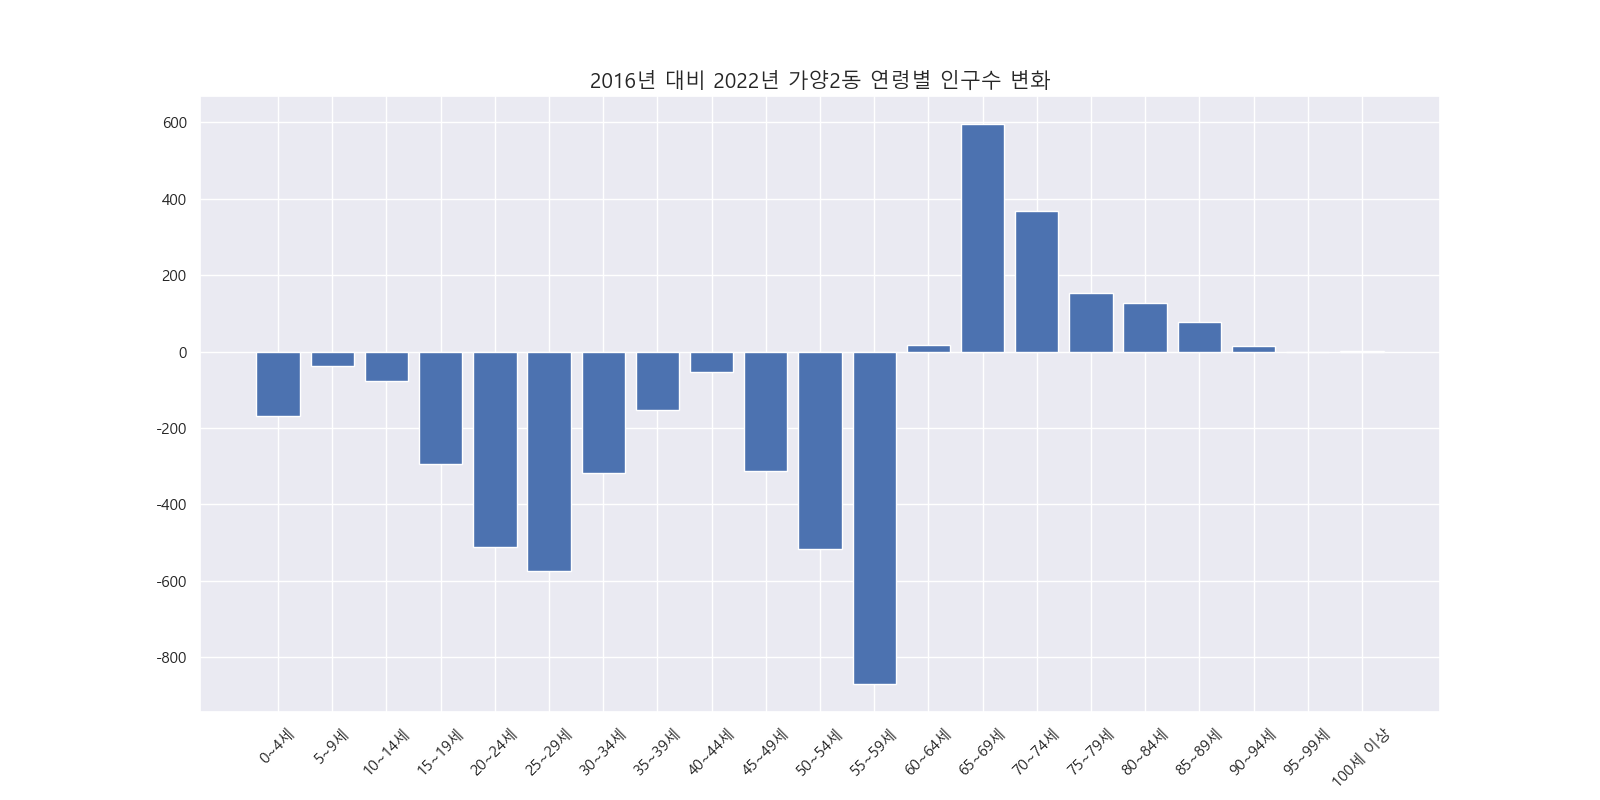 2016년 대비 2022년 가양2동 연령별 인구수 변화
600
400
200
0
-200
-400
-600
-800
0~4세
5~9세
10~14세
15~19세
20~24세
25~29세
30~34세
35~39세
40~44세
45~49세
50~54세
55~59세
60~64세
65~69세
70~74세
75~79세
80~84세
85~89세
90~94세
95~99세
100세 이상